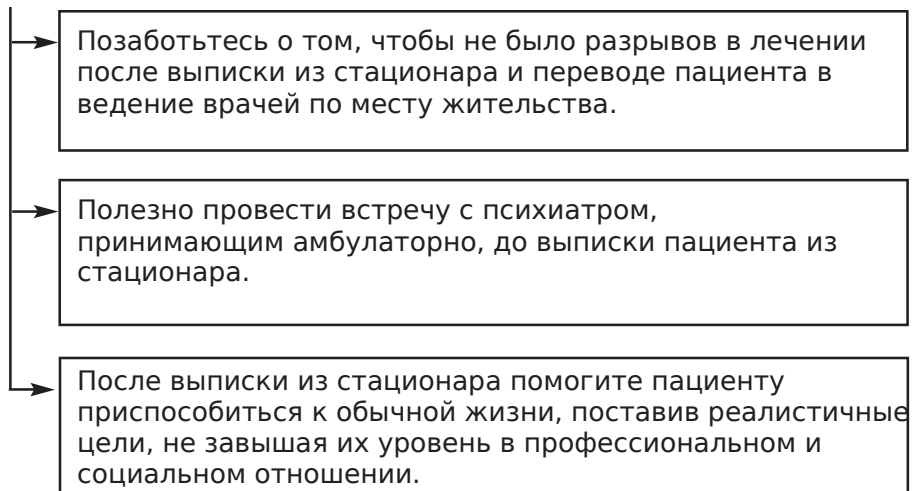 Позаботьтесь о том, чтобы не было разрывов в лечении
после выписки из стационара и переводе пациента в
ведение врачей по месту жительства.
Полезно провести встречу с психиатром,
принимающим амбулаторно, до выписки пациента из
стационара.
После выписки из стационара помогите пациенту
приспособиться к обычной жизни, поставив реалистичные
цели, не завышая их уровень в профессиональном и
социальном отношении.